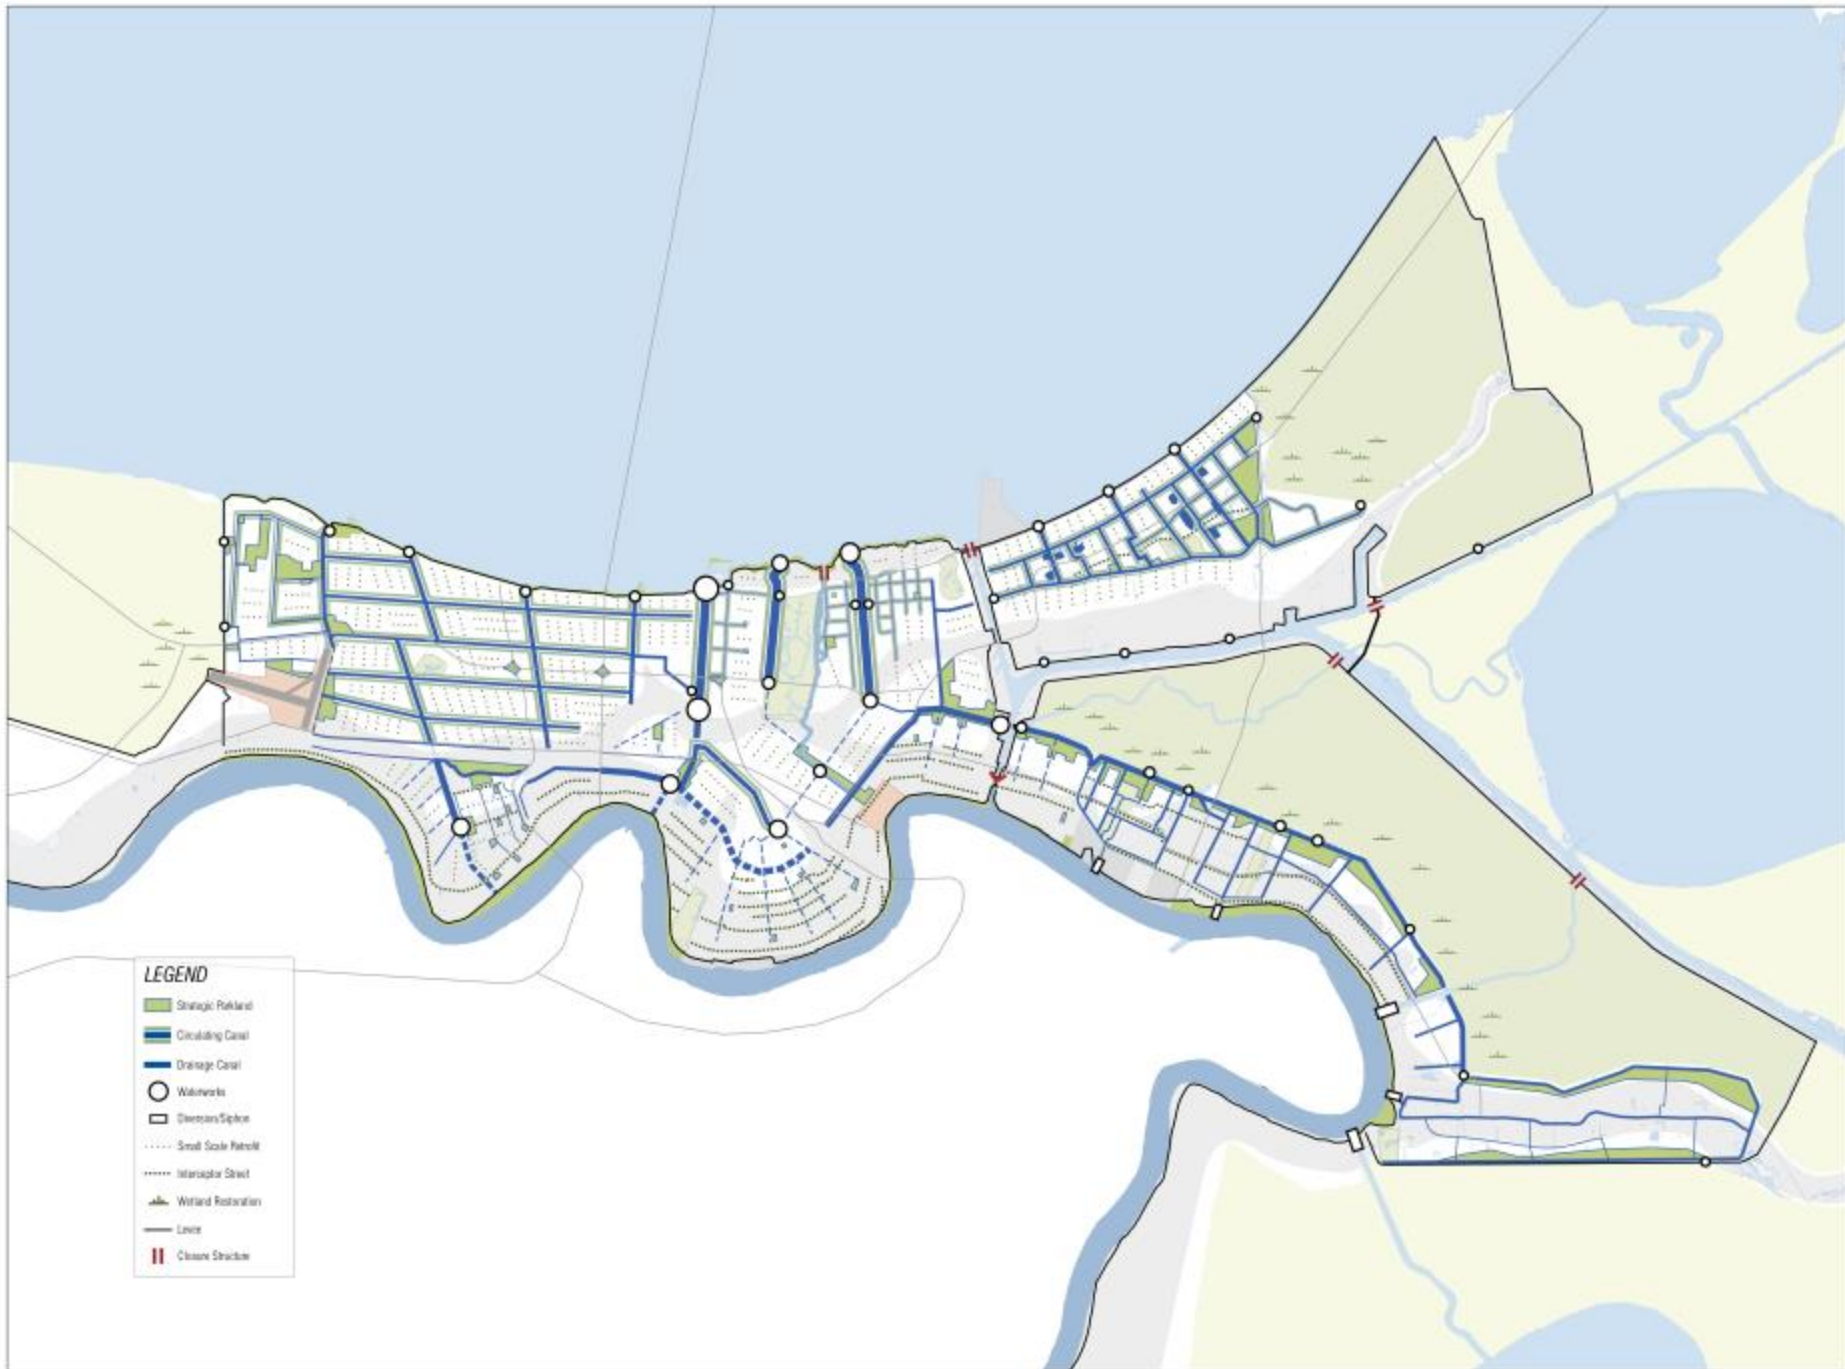 LEGEND
Strategic Parkland
Circulating Canal
Drainage Canal
Waterworks
Diversion/Siphon
Small Scale Retrofit
Interceptor Street
Wetland Restoration
Levee
Closure Structure